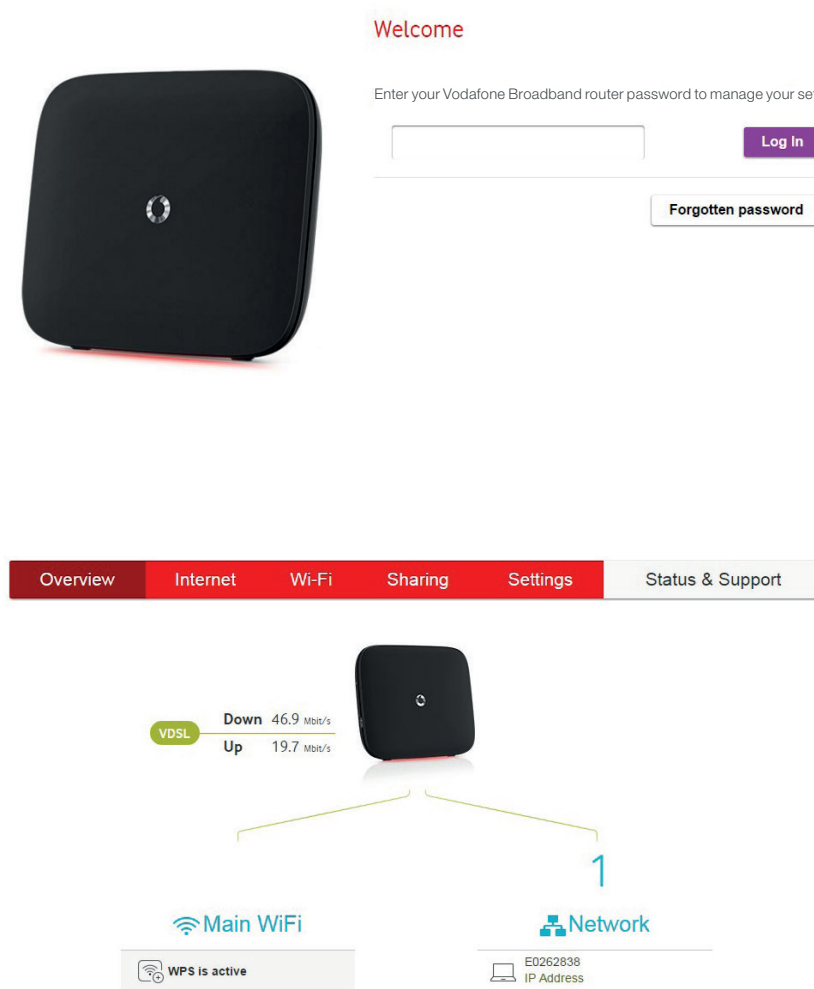 Welcome
Enter your Vodafone Broadband router password to manage your
Log In
Forgotten password
Overview Internet Wi-Fi Sharing Settings Status & Support
VDSL
Down 46.9 Mbit/s
Up 19.7 Mbit/s
1
Main WiFi
Network
WPS is active
E0262838
IP Address